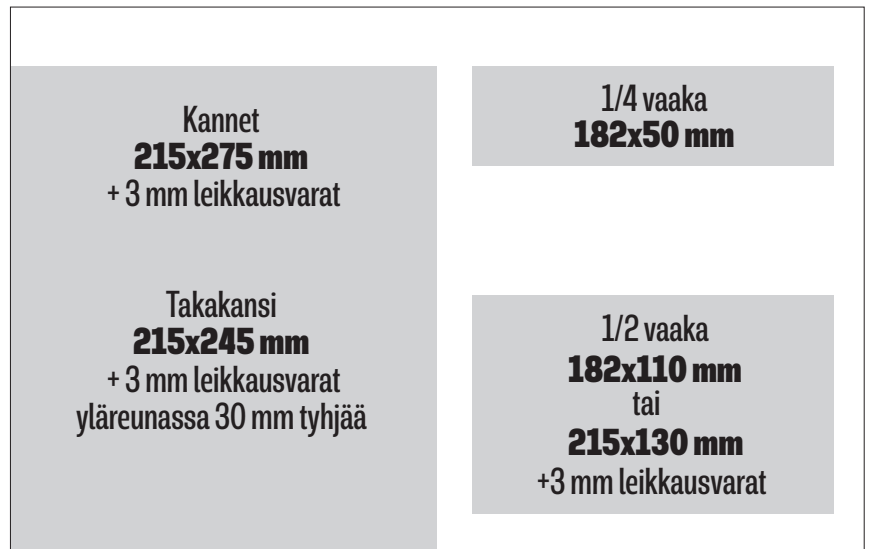 Kannet
215x275 mm
+ 3 mm leikkausvarat
Takakansi
215x245 mm
+ 3 mm leikkausvarat
yläreunassa 30 mm tyhjää
1/4 vaaka
182x50 mm
1/2 vaaka
182x110 mm
tai
215x130 mm
+3 mm leikkausvarat